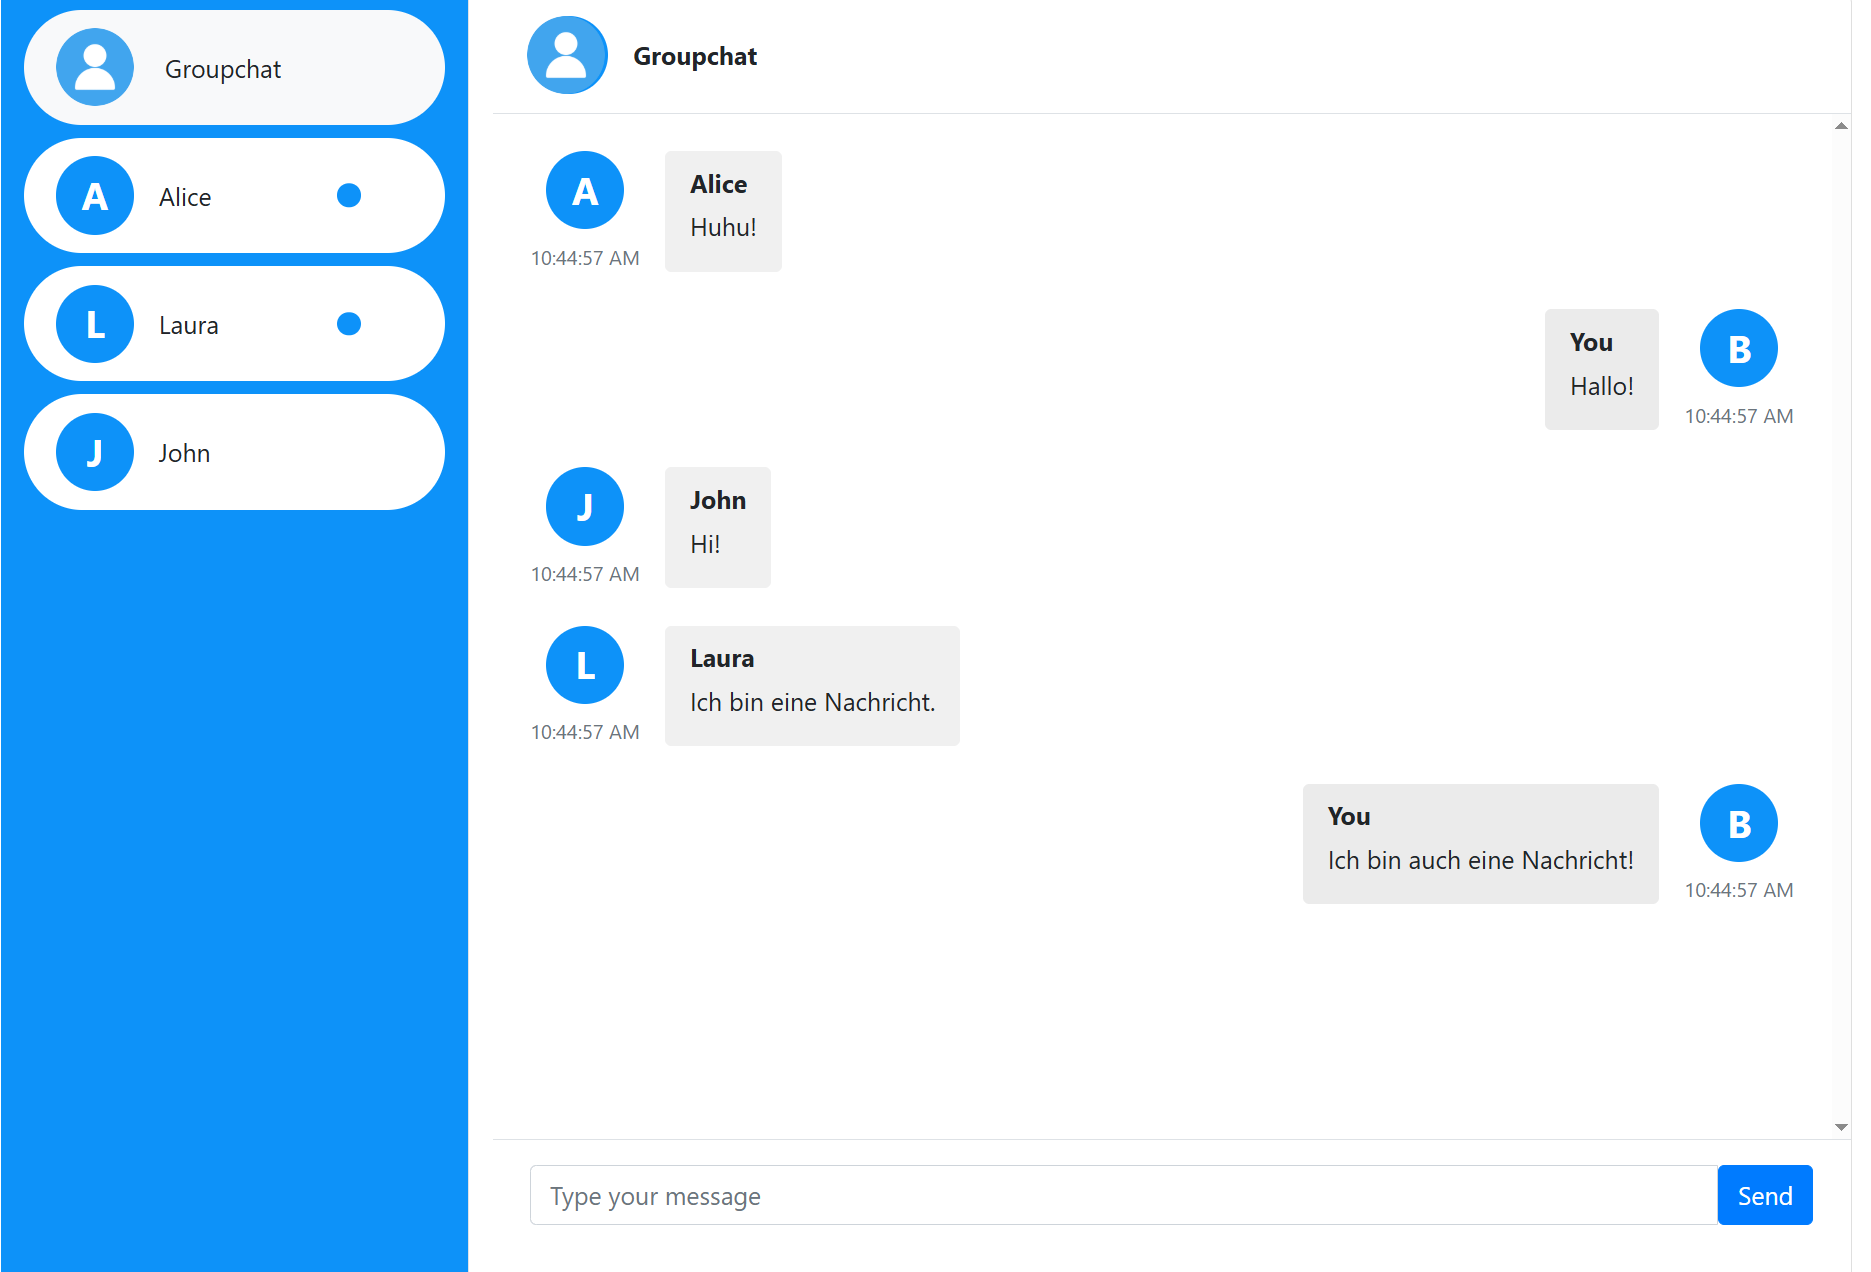 Groupchat
A
Alice
L
Laura
J
John
Groupchat
A
Alice
Huhu!
10:44:57 AM
You
B
Hallo!
10:44:57 AM
J
John
Hi!
10:44:57 AM
L
Laura
Ich bin eine Nachricht.
10:44:57 AM
You
B
Ich bin auch eine Nachricht!
10:44:57 AM
Type your message
Send